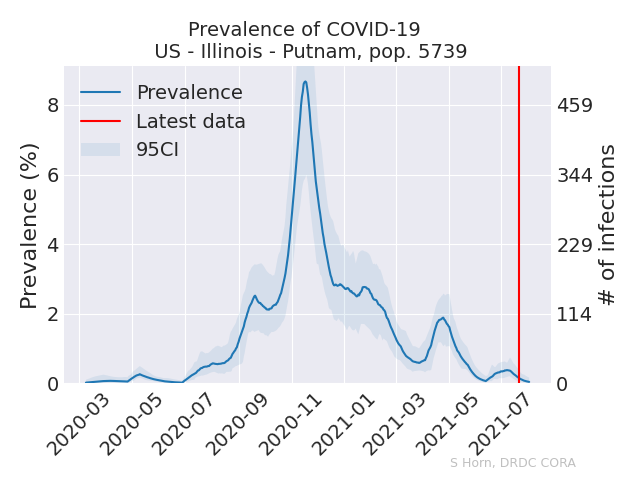 Prevalence of COVID-19
US - Illinois - Putnam, pop. 5739
Prevalence
Latest data
95CI
Prevalence (%)
8
6
4
2
0
459
344
229
114
0
# of infections
2020-03
2020-05
2020-07
2020-09
2020-11
2021-01
2021-03
2021-05
2021-07
S Horn, DRDC CORA